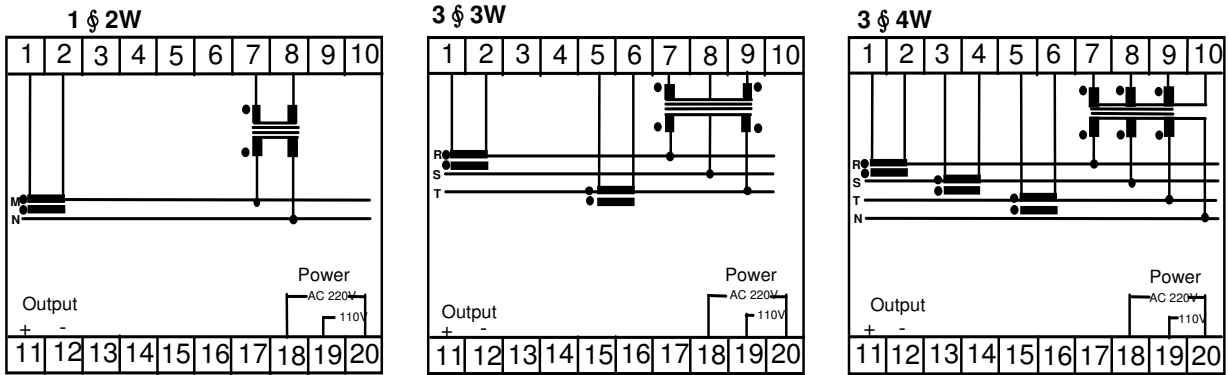 1 ∮ 2W
1 2 3 4 5 6 7 8 9 10
M
N
Power
AC 220V
110V
Output
+ -
11 12 13 14 15 16 17 18 19 20
3 ∮ 3W
1 2 3 4 5 6 7 8 9 10
R
S
T
Power
AC 220V
110V
Output
+ -
11 12 13 14 15 16 17 18 19 20
3 ∮ 4W
1 2 3 4 5 6 7 8 9 10
R
S
T
N
Power
AC 220V
110V
Output
+ -
11 12 13 14 15 16 17 18 19 20